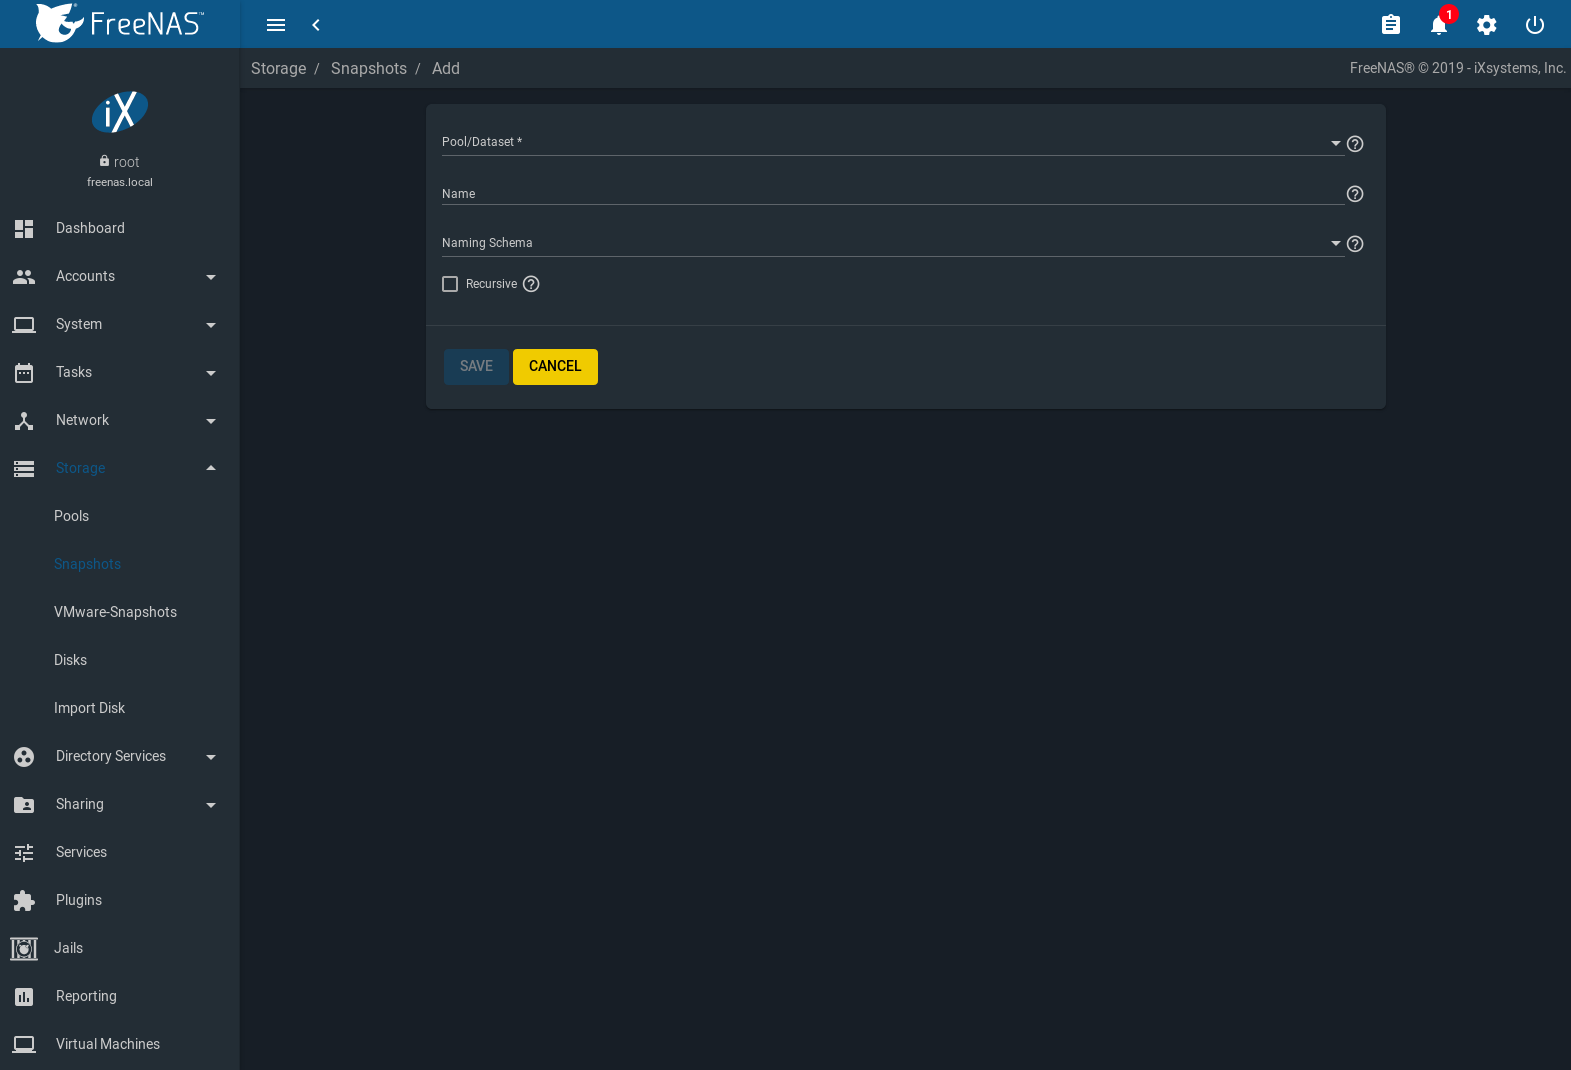 FreeNAS™
1
Storage / Snapshots / Add
FreeNAS® © 2019 - iXsystems, Inc.
iX
root
freenas.local
Dashboard
Accounts
System
Tasks
Network
Storage
Pools
Snapshots
VMware-Snapshots
Disks
Import Disk
Directory Services
Sharing
Services
Plugins
Jails
Reporting
Virtual Machines
Pool/Dataset *
Name
Naming Schema
Recursive
SAVE CANCEL